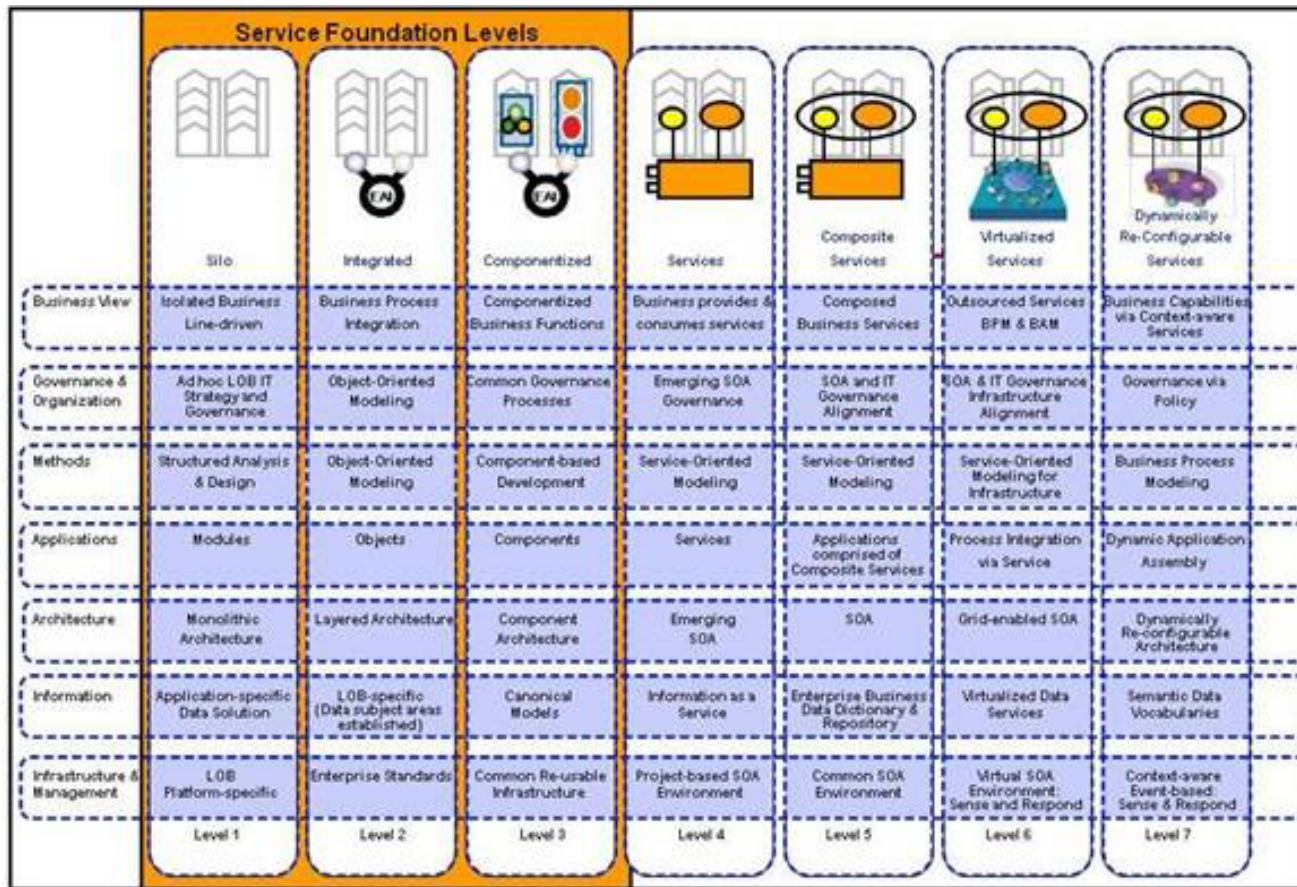 Service Foundation Levels
EAI
EAI
Silo
Integrated
Componentized
Services
Composite
Services
Virtualized
Services
Dynamically
Re-Configurable
Services
Business View
Isolated Business
Line-driven
Business Process
Integration
Componentized
Business Functions
Business provides &
consumes services
Composed
Business Services
Outsourced Services
BPM & BAM
Business Capabilities
via Context-aware
Services
Governance &
Organization
Ad hoc LOB IT
Strategy and
Governance
Object-Oriented
Modeling
Common Governance
Processes
Emerging SOA
Governance
SOA and IT
Governance
Alignment
SOA & IT Governance
Infrastructure
Alignment
Governance via
Policy
Methods
Structured Analysis
& Design
Object-Oriented
Modeling
Component-based
Development
Service-Oriented
Modeling
Service-Oriented
Modeling
Service-Oriented
Modeling for
Infrastructure
Business Process
Modeling
Applications
Modules
Objects
Components
Services
Applications
comprised of
Composite Services
Process Integration
via Service
Dynamic Application
Assembly
Architecture
Monolithic
Architecture
Layered Architecture
Component
Architecture
Emerging
SOA
SOA
Grid-enabled SOA
Dynamically
Re-configurable
Architecture
Information
Application-specific
Data Solution
LOB-specific
(Data subject areas
established)
Canonical
Models
Information as a
Service
Enterprise Business
Data Dictionary &
Repository
Virtualized Data
Services
Semantic Data
Vocabularies
Infrastructure &
Management
LOB
Platform-specific
Enterprise Standards
Common Re-usable
Infrastructure
Project-based SOA
Environment
Common SOA
Environment
Virtual SOA
Environment:
Sense and Respond
Context-aware
Event-based:
Sense & Respond
Level 1
Level 2
Level 3
Level 4
Level 5
Level 6
Level 7